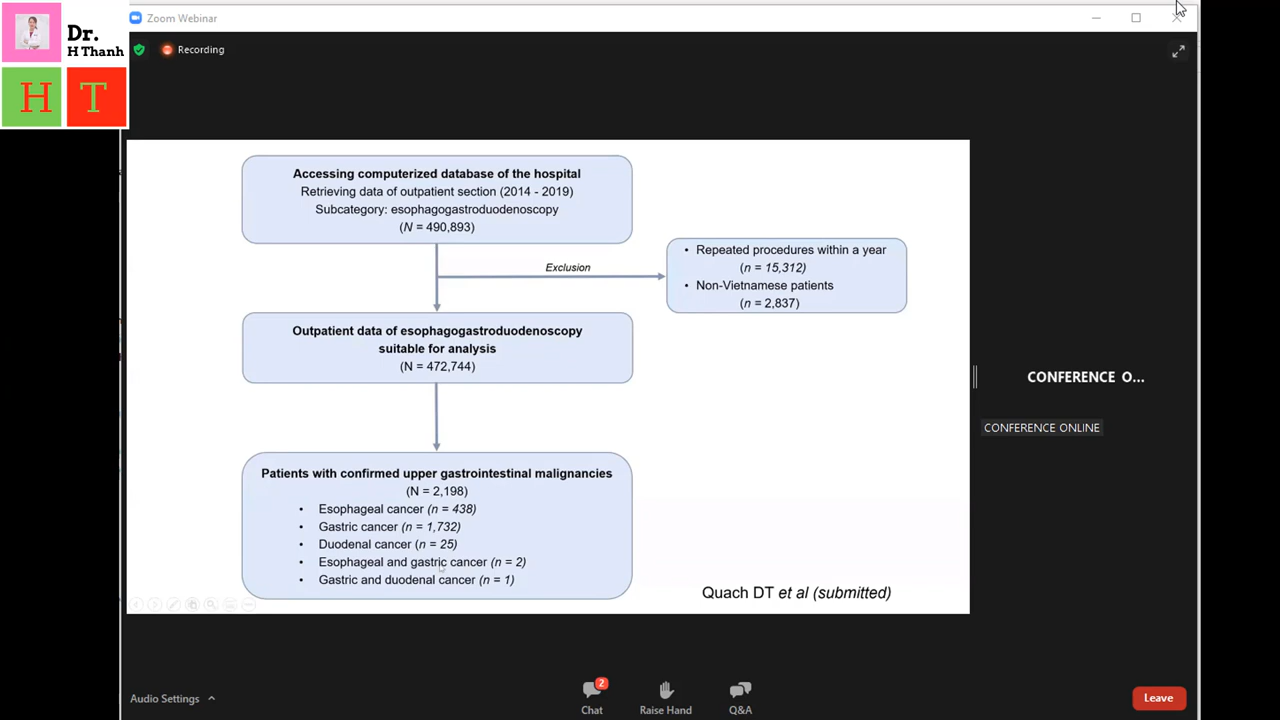 Dr.
H Thanh
H T
Zoom Webinar
Recording
Accessing computerized database of the hospital
Retrieving data of outpatient section (2014 - 2019)
Subcategory: esophagogastroduodenoscopy
(N = 490,893)
Exclusion
• Repeated procedures within a year
(n = 15,312)
• Non-Vietnamese patients
(n = 2,837)
Outpatient data of esophagogastroduodenoscopy
suitable for analysis
(N = 472,744)
Patients with confirmed upper gastrointestinal malignancies
(N = 2,198)
• Esophageal cancer (n = 438)
• Gastric cancer (n = 1,732)
• Duodenal cancer (n = 25)
• Esophageal and gastric cancer (n = 2)
• Gastric and duodenal cancer (n = 1)
Quach DT et al (submitted)
CONFERENCE O...
CONFERENCE ONLINE
Audio Settings
2
Chat
Raise Hand
Q&A
Leave